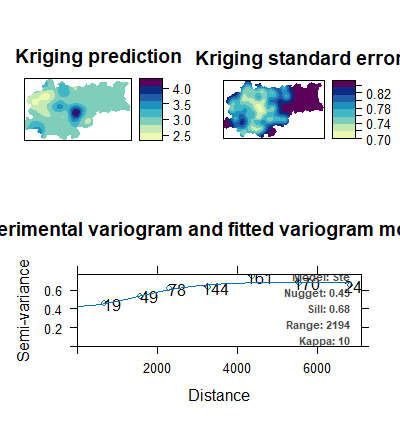 Kriging prediction
Kriging standard error
4.0
3.5
3.0
2.5
0.82
0.78
0.74
0.70
erimental variogram and fitted variogram mo
Semi-variance
0.6
0.4
0.2
19
49
78
144
161
170
24
Model: Ste
Nugget: 0.45
Sill: 0.68
Range: 2194
Kappa: 10
2000
4000
6000
Distance